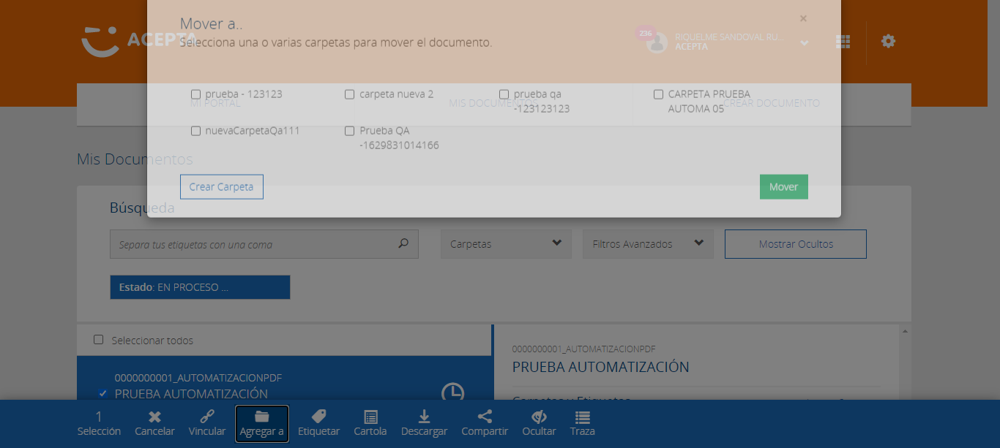 Mover a..
×
Selecciona una o varias carpetas para mover el documento.
ACEPTA
236
RIQUELME SANDOVAL RU...
ACEPTA
prueba - 123123
carpeta nueva 2
prueba qa
-123123123
CARPETA PRUEBA
AUTOMA 05
MI PORTAL
MIS DOCUMENTOS
CREAR DOCUMENTO
nuevaCarpetaQa111
Prueba QA
-1629831014166
Mis Documentos
Crear Carpeta
Mover
Búsqueda
Separa tus etiquetas con una coma
Carpetas
Filtros Avanzados
Mostrar Ocultos
Estado: EN PROCESO ...
Seleccionar todos
0000000001_AUTOMATIZACIONPDF
PRUEBA AUTOMATIZACIÓN
0000000001_AUTOMATIZACIONPDF
PRUEBA AUTOMATIZACIÓN
Carpetas y Etiquetas
1
Selección
Cancelar
Vincular
Agregar a
Etiquetar
Cartola
Descargar
Compartir
Ocultar
Traza